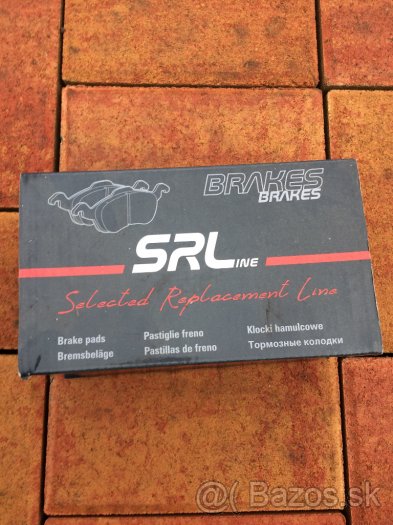 BRAKES
BRAKES
SRLINE
Selected Replacement Line
Brake pads
Bremsbeläge
Pastiglie freno
Pastillas de freno
Klocki hamulcowe
Тормозные колодки
Bazos.sk